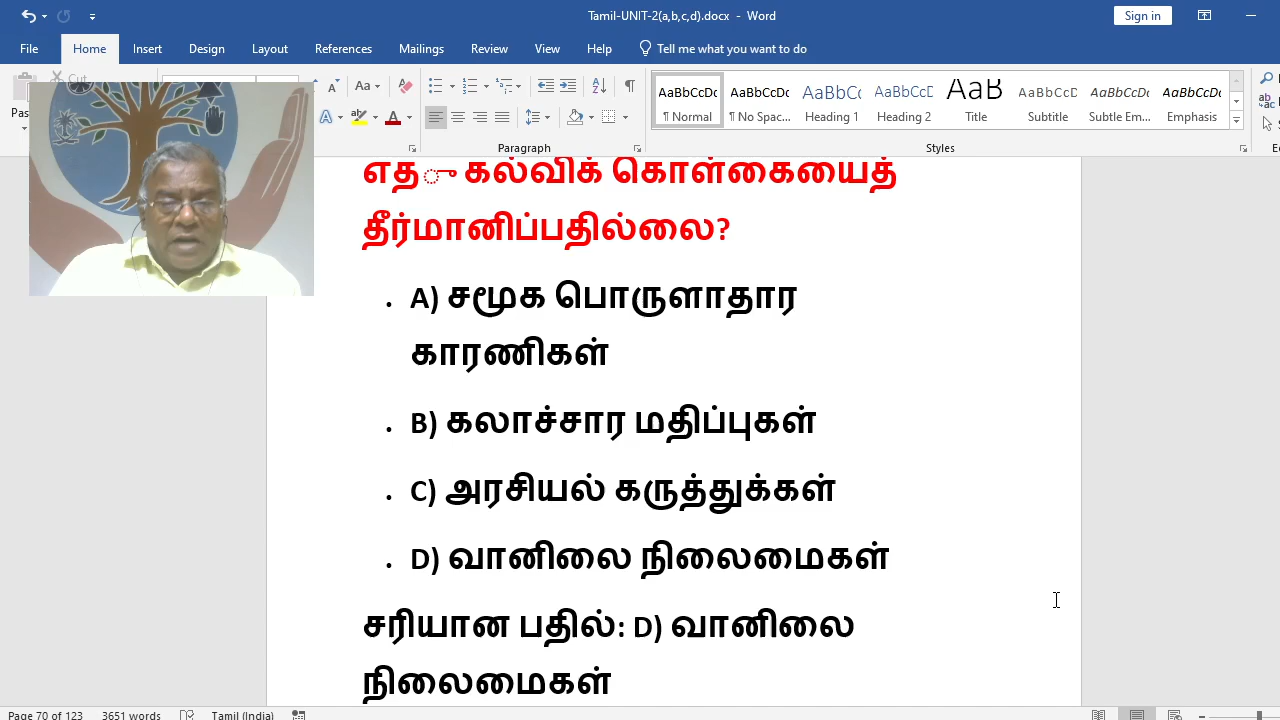 Tamil-UNIT-2(a,b,c,d).docx - Word
Sign in
File Home Insert Design Layout References Mailings Review View Help Tell me what you want to do
Cut
Aa
AaBbCcDc AaBbCcDc AaBbCc AaBbCcD AaB AaBbCcD AaBbCcDc AaBbCcDc
¶ Normal ¶ No Spac... Heading 1 Heading 2 Title Subtitle Subtle Em... Emphasis
Paragraph Styles
எத ு கல்விக் கொள்கையைத்
தீர்மானிப்பதில்லை?
• A) சமூக பொருளாதார
காரணிகள்
• B) கலாச்சார மதிப்புகள்
• C) அரசியல் கருத்துக்கள்
• D) வானிலை நிலைமைகள்
சரியான பதில்: D) வானிலை
நிலைமைகள்
Page 70 of 123 3651 words Tamil (India)